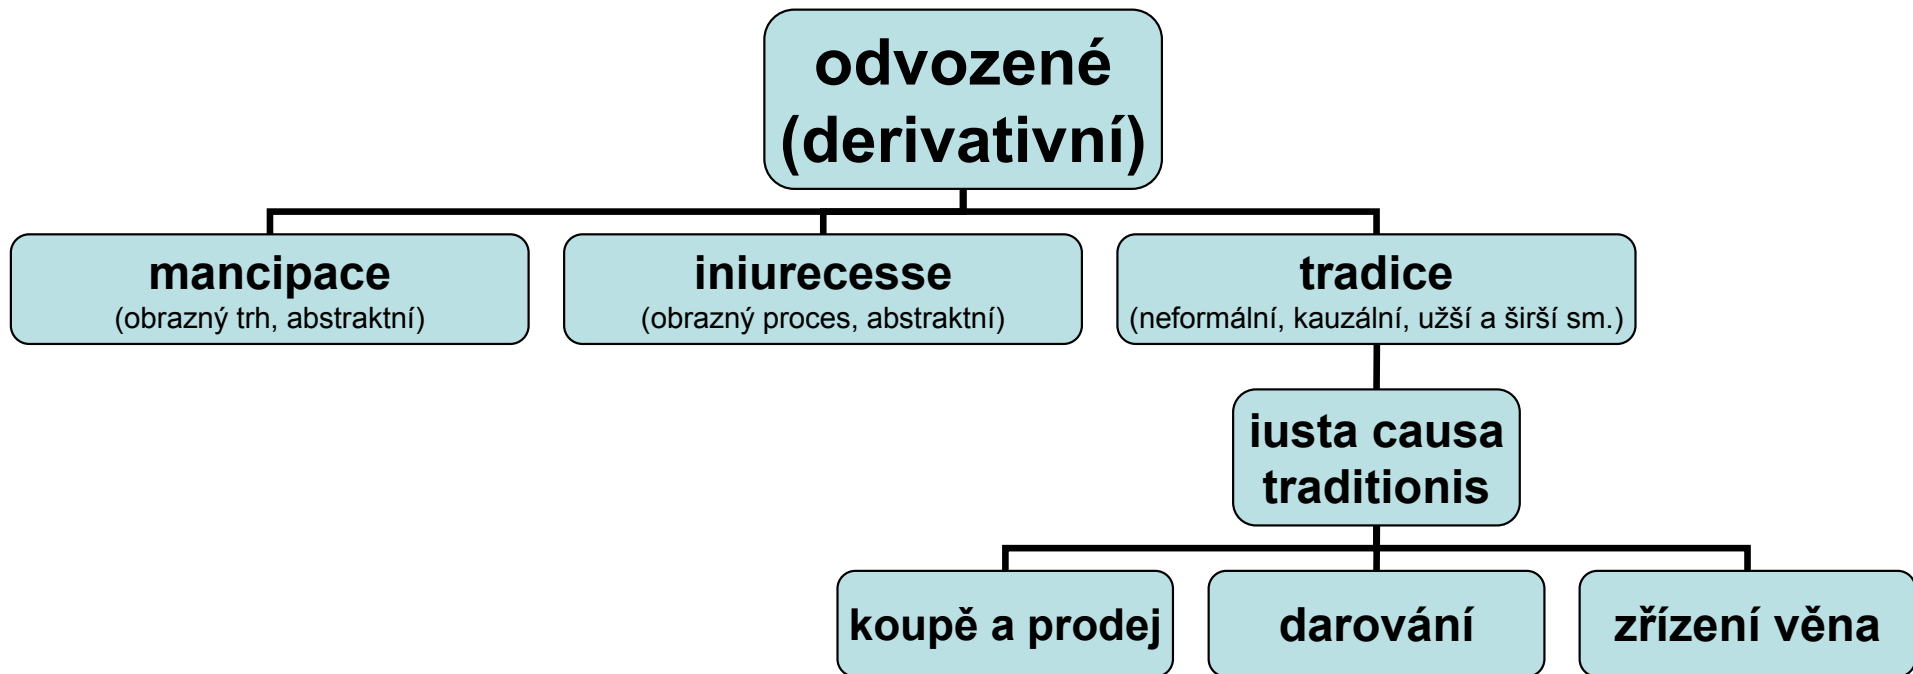 odvozené
(derivativní)
mancipace
(obrazný trh, abstraktní)
iniurecesse
(obrazný proces, abstraktní)
tradice
(neformální, kauzální, užší a širší sm.)
iusta causa
traditionis
koupě a prodej
darování
zřízení věna